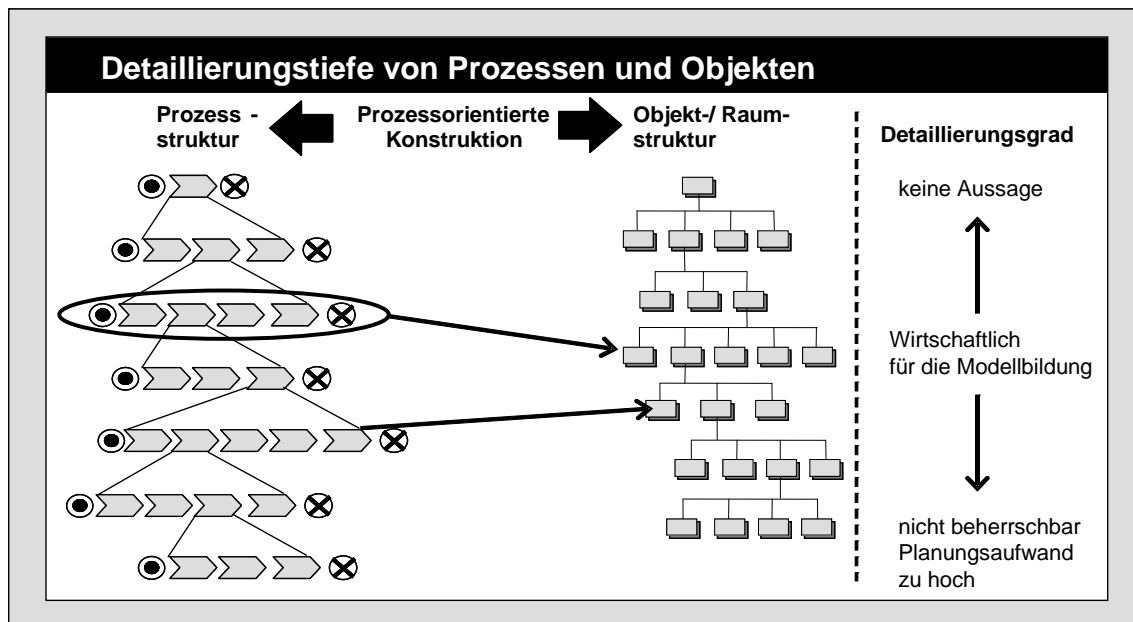 Detaillierungstiefe von Prozessen und Objekten
Prozess -
struktur
Prozessorientierte
Konstruktion
Objekt-/ Raum-
struktur
Detaillierungsgrad
keine Aussage
Wirtschaftlich
für die Modellbildung
nicht beherrschbar
Planungsaufwand
zu hoch